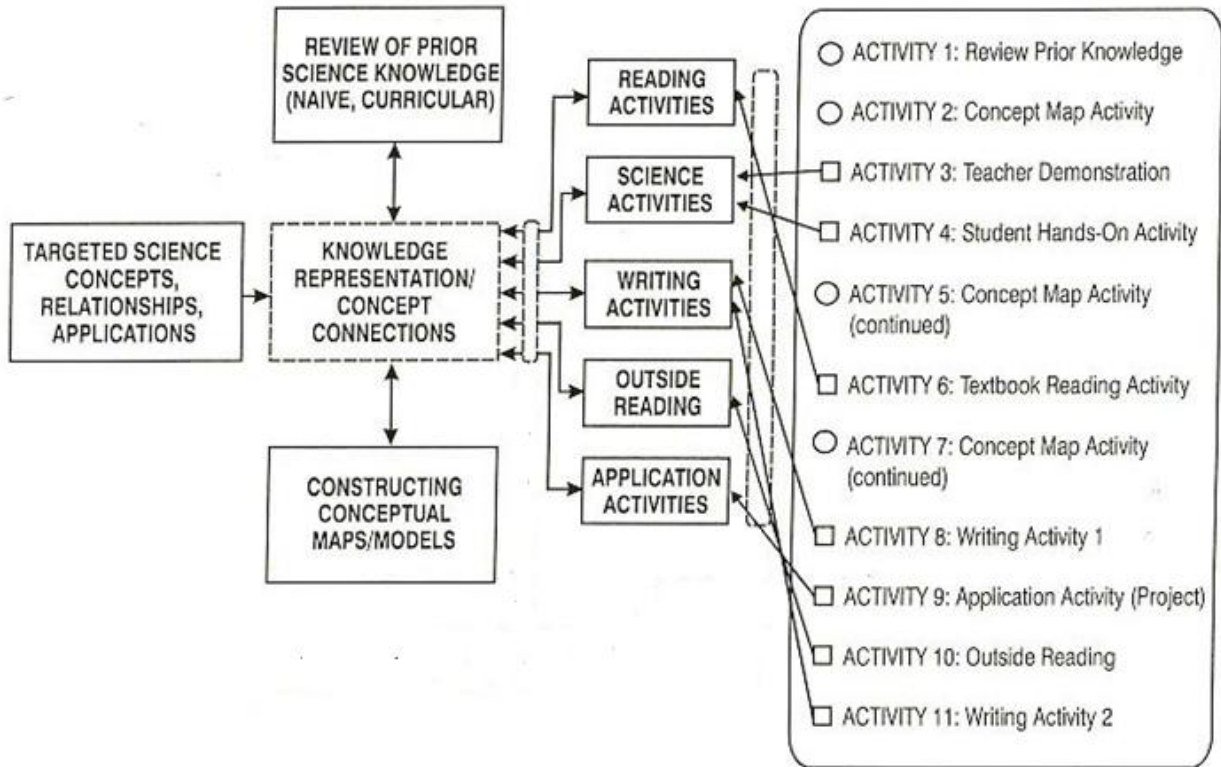 REVIEW OF PRIOR
SCIENCE KNOWLEDGE
(NAIVE, CURRICULAR)
TARGETED SCIENCE
CONCEPTS,
RELATIONSHIPS,
APPLICATIONS
KNOWLEDGE
REPRESENTATION/
CONCEPT
CONNECTIONS
CONSTRUCTING
CONCEPTUAL
MAPS/MODELS
READING
ACTIVITIES
SCIENCE
ACTIVITIES
WRITING
ACTIVITIES
OUTSIDE
READING
APPLICATION
ACTIVITIES
ACTIVITY 1: Review Prior Knowledge
ACTIVITY 2: Concept Map Activity
ACTIVITY 3: Teacher Demonstration
ACTIVITY 4: Student Hands-On Activity
ACTIVITY 5: Concept Map Activity
(continued)
ACTIVITY 6: Textbook Reading Activity
ACTIVITY 7: Concept Map Activity
(continued)
ACTIVITY 8: Writing Activity 1
ACTIVITY 9: Application Activity (Project)
ACTIVITY 10: Outside Reading
ACTIVITY 11: Writing Activity 2